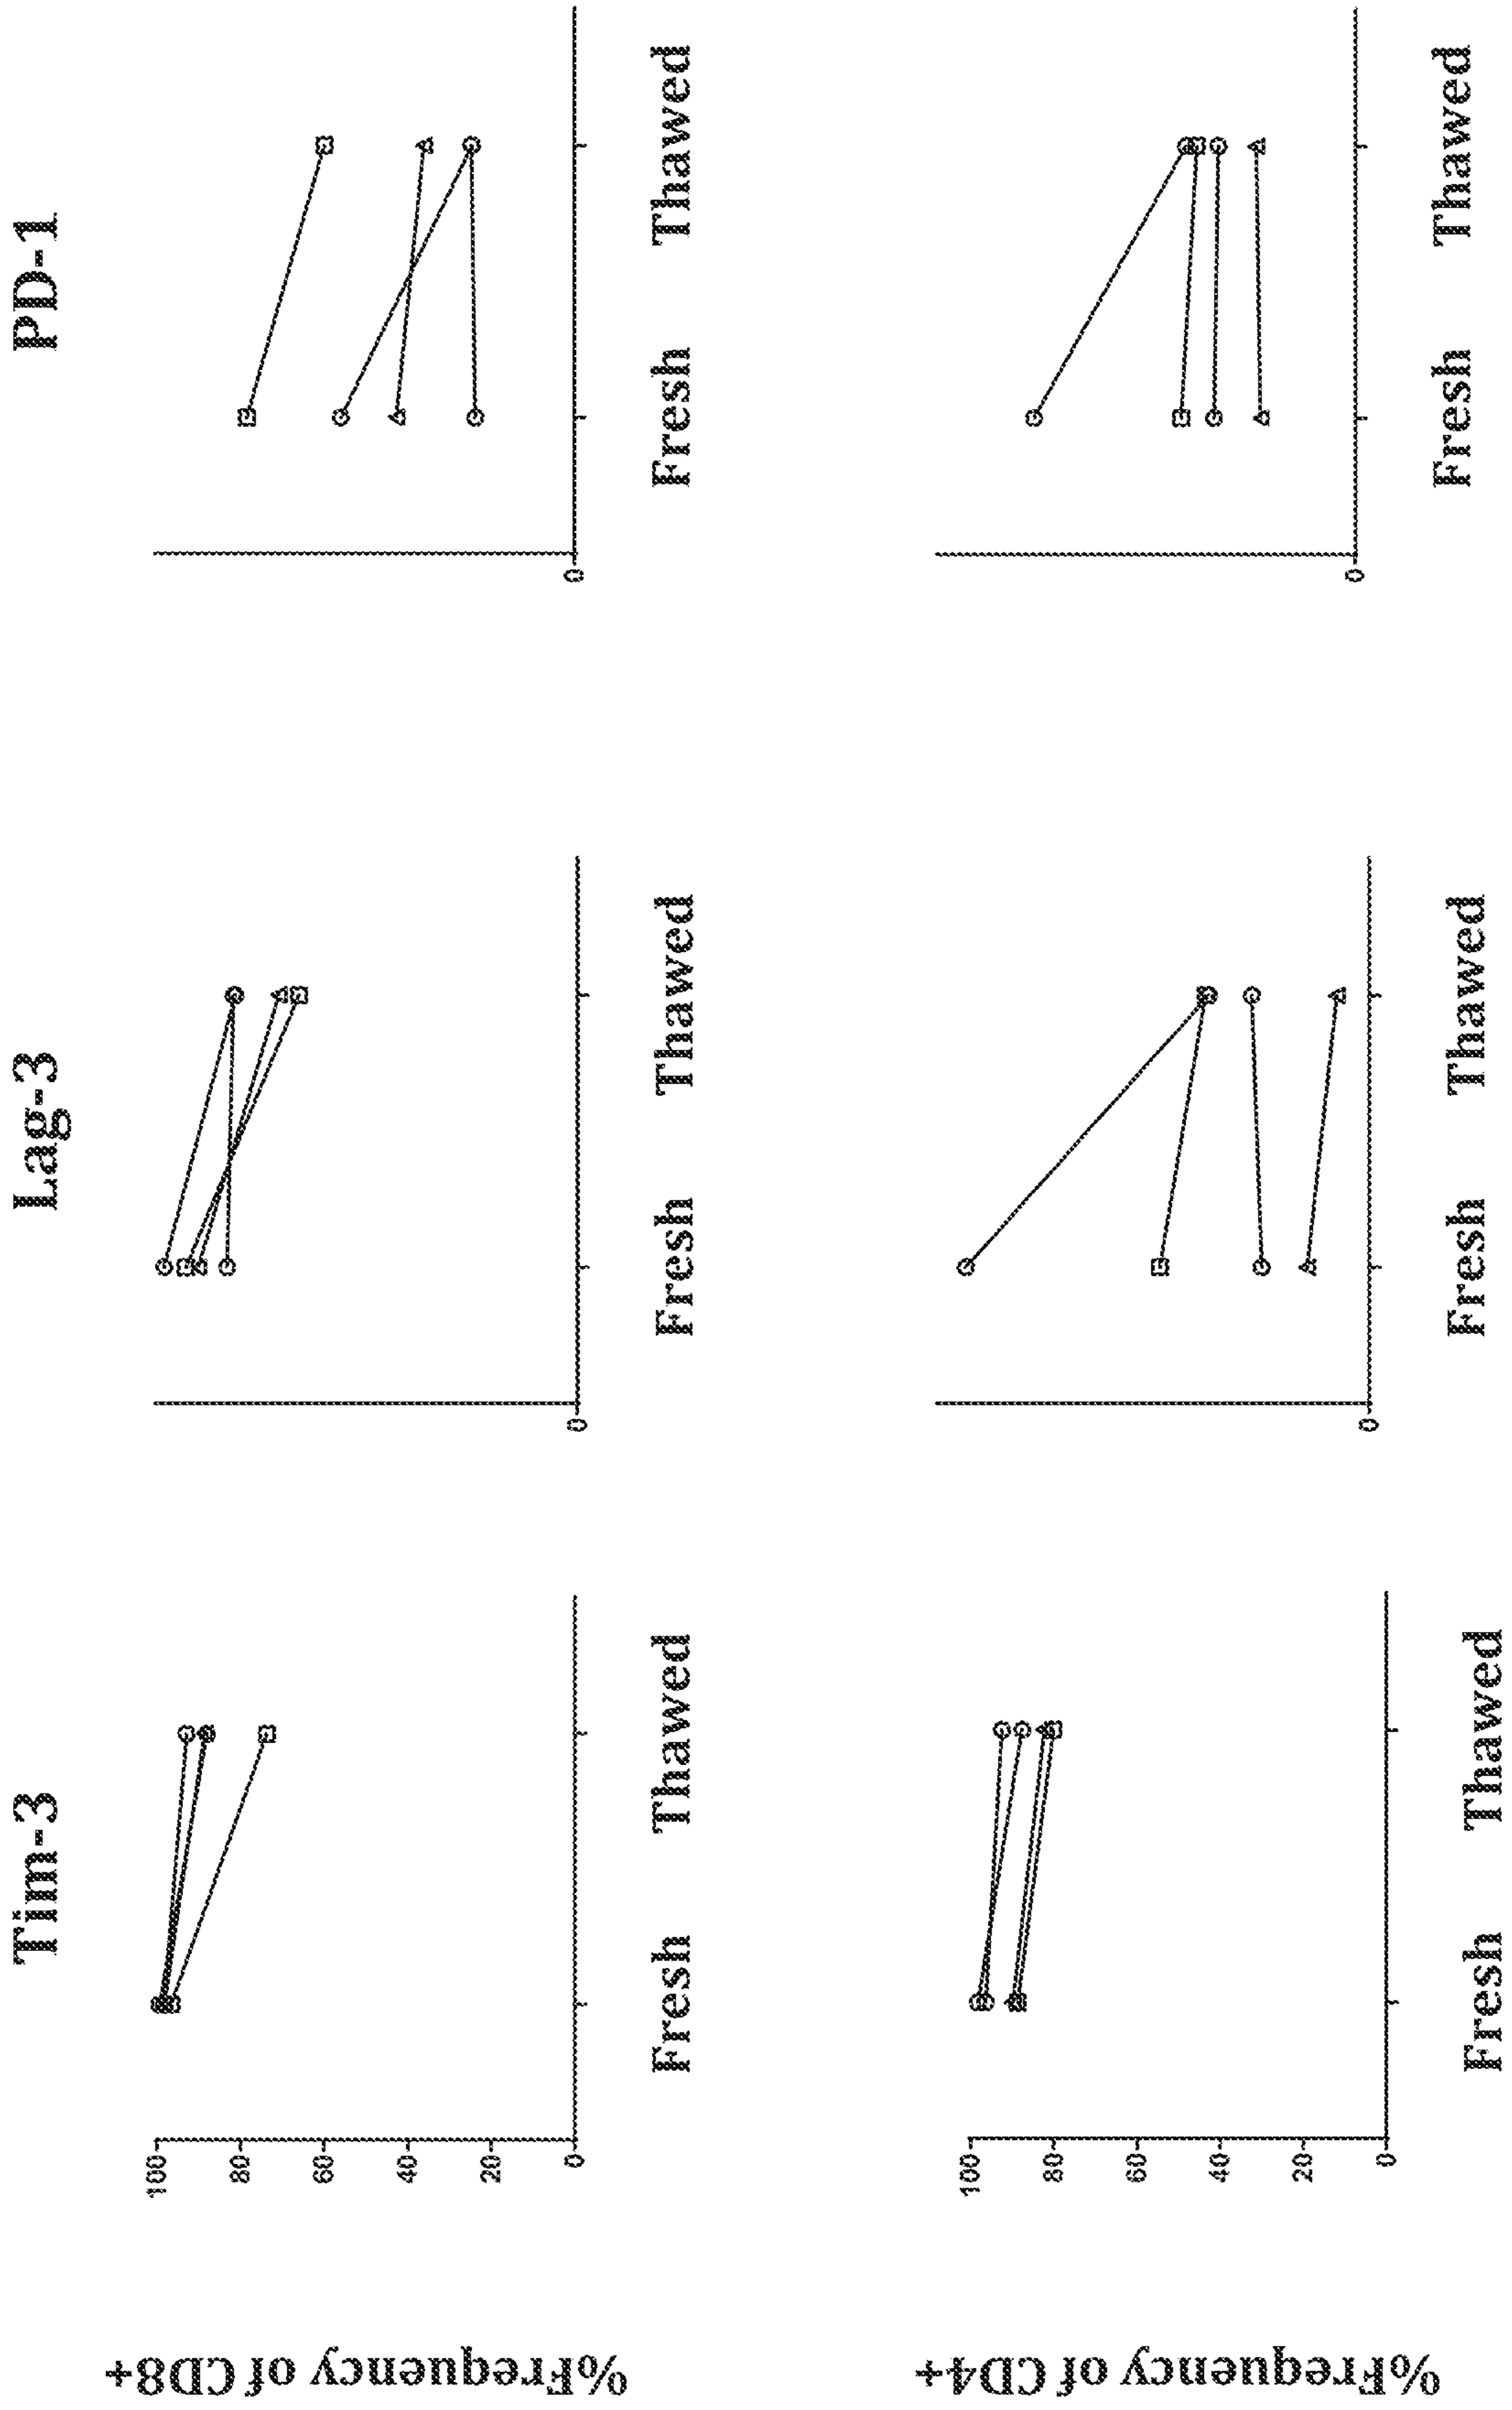 Tim-3 Lag-3 PD-1
%Frequency of CD8+
100
80
60
40
20
0 0 0
Fresh Thawed Fresh Thawed Fresh Thawed
%Frequency of CD4+
100
80
60
40
20
0 0 0
Fresh Thawed Fresh Thawed Fresh Thawed